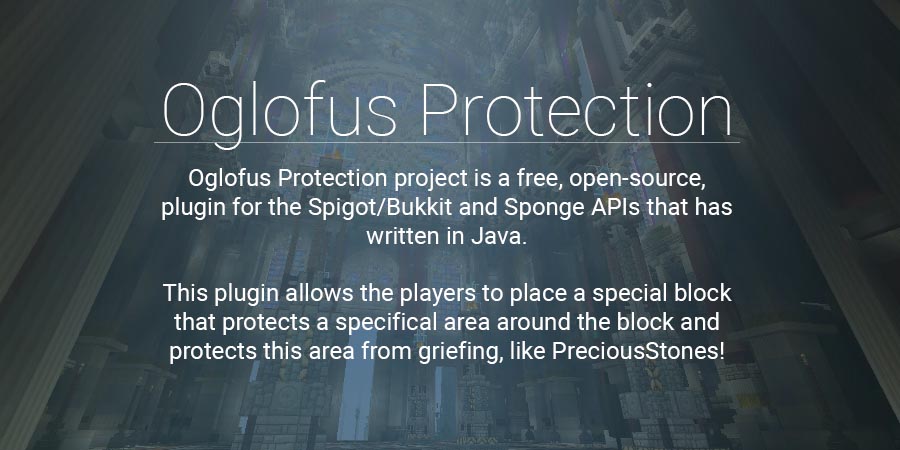 Oglofus Protection
Oglofus Protection project is a free, open-source,
plugin for the Spigot/Bukkit and Sponge APIs that has
written in Java.
This plugin allows the players to place a special block
that protects a specifical area around the block and
protects this area from griefing, like PreciousStones!